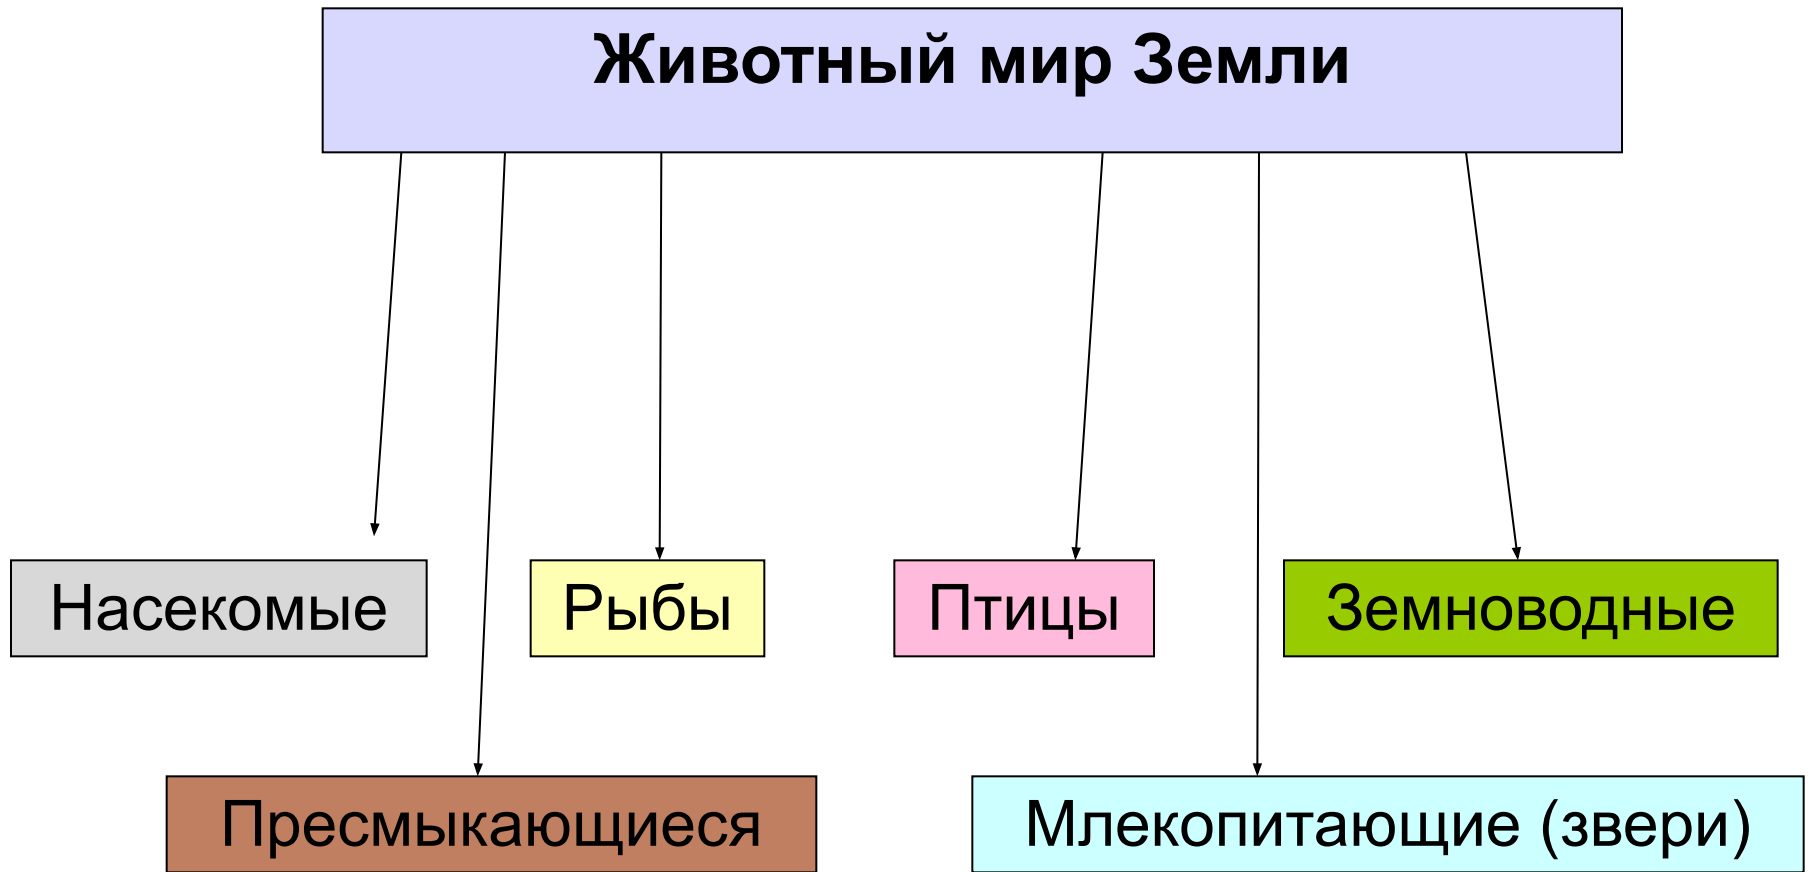 Животный мир Земли
Насекомые
Рыбы
Птицы
Земноводные
Пресмыкающиеся
Млекопитающие (звери)